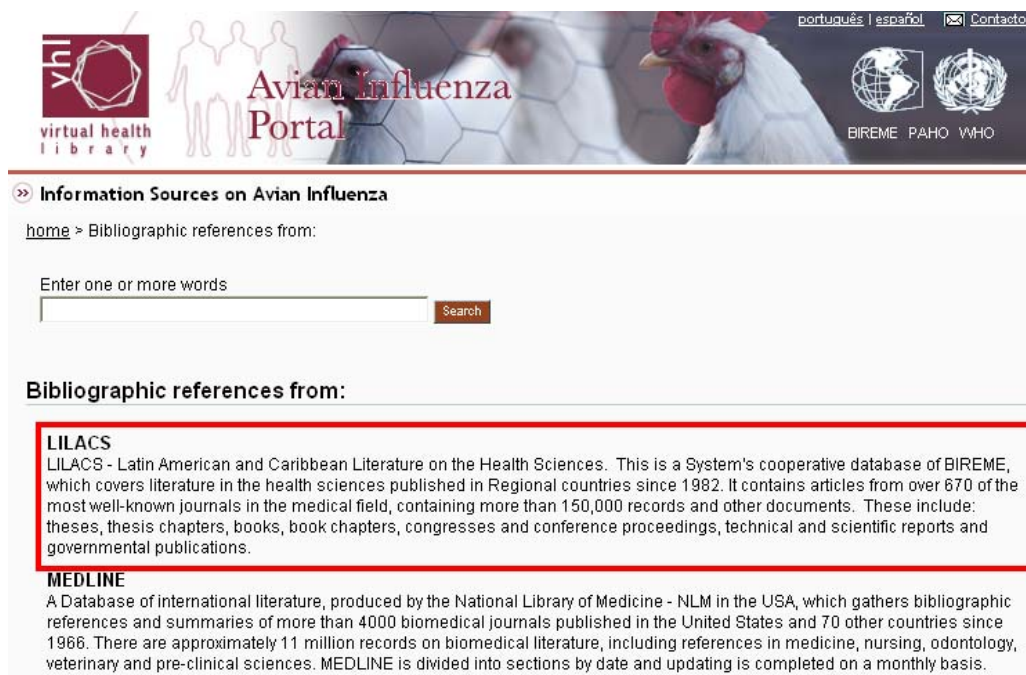 português | español Contacto
vhl
virtual health
library
Avian Influenza
Portal
BIREME PAHO WHO
Information Sources on Avian Influenza
home > Bibliographic references from:
Enter one or more words
Search
Bibliographic references from:
LILACS
LILACS - Latin American and Caribbean Literature on the Health Sciences. This is a System's cooperative database of BIREME,
which covers literature in the health sciences published in Regional countries since 1982. It contains articles from over 670 of the
most well-known journals in the medical field, containing more than 150,000 records and other documents. These include:
theses, thesis chapters, books, book chapters, congresses and conference proceedings, technical and scientific reports and
governmental publications.
MEDLINE
A Database of international literature, produced by the National Library of Medicine - NLM in the USA, which gathers bibliographic
references and summaries of more than 4000 biomedical journals published in the United States and 70 other countries since
1966. There are approximately 11 million records on biomedical literature, including references in medicine, nursing, odontology,
veterinary and pre-clinical sciences. MEDLINE is divided into sections by date and updating is completed on a monthly basis.